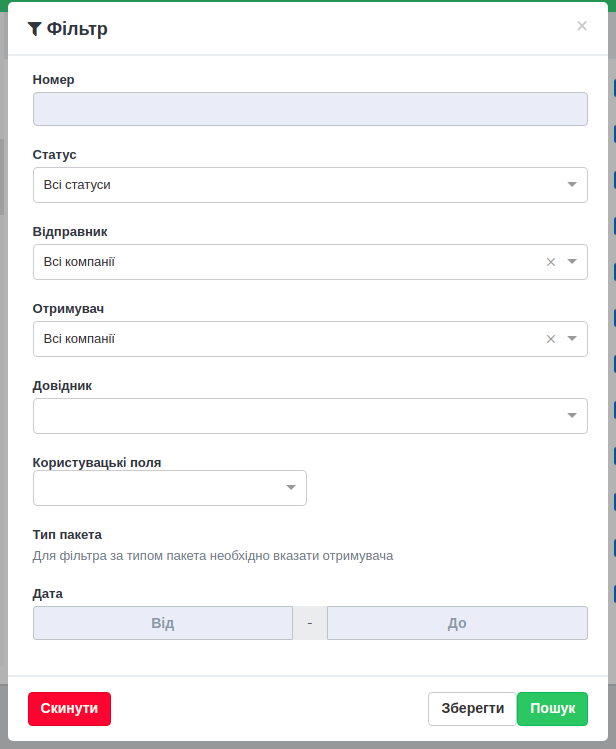 Фільтр
×
Номер
Статус
Всі статуси
Відправник
Всі компанії ×
Отримувач
Всі компанії ×
Довідник
Користувацькі поля
Тип пакета
Для фільтра за типом пакета необхідно вказати отримувача
Дата
Від - До
Скинути Зберегти Пошук